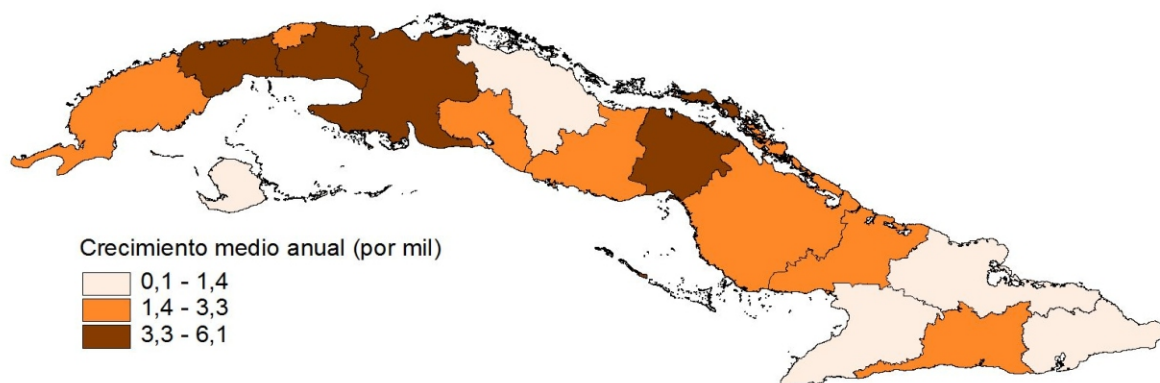 Crecimiento medio anual (por mil)
0,1 - 1,4
1,4 - 3,3
3,3 - 6,1